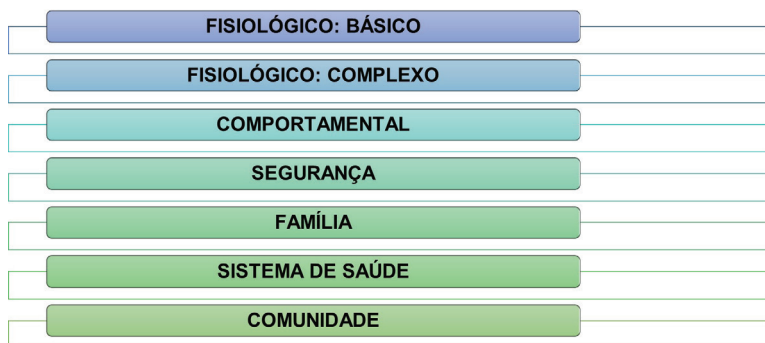 FISIOLÓGICO: BÁSICO
FISIOLÓGICO: COMPLEXO
COMPORTAMENTAL
SEGURANÇA
FAMÍLIA
SISTEMA DE SAÚDE
COMUNIDADE